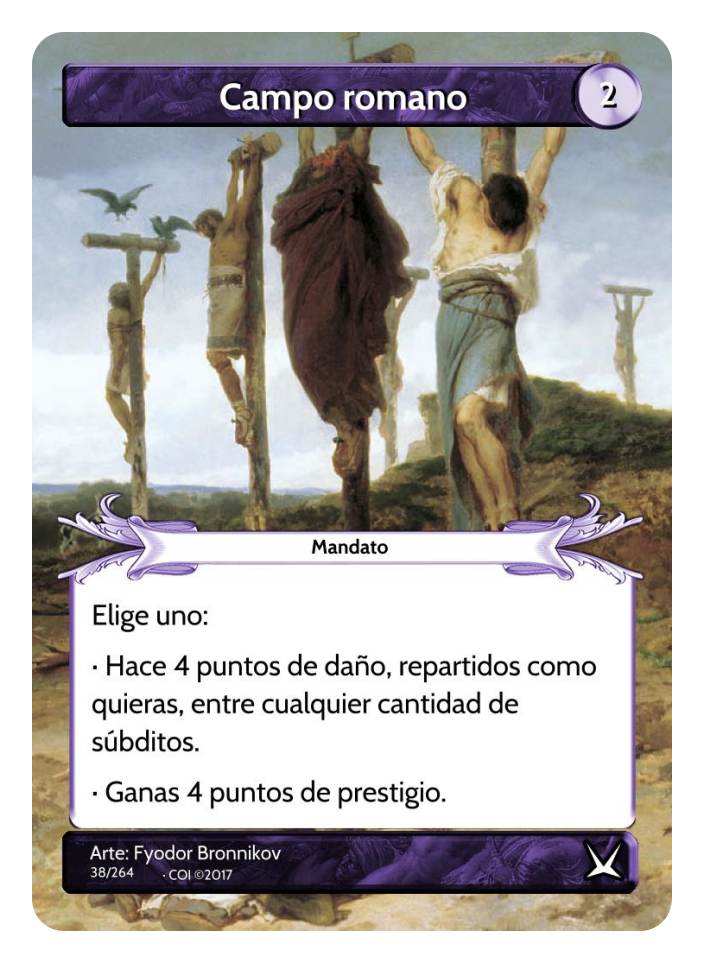 Campo romano
2
Mandato
Elige uno:
· Hace 4 puntos de daño, repartidos como
quieras, entre cualquier cantidad de
súbditos.
· Ganas 4 puntos de prestigio.
Arte: Fyodor Bronnikov
38/264 · COI ©2017